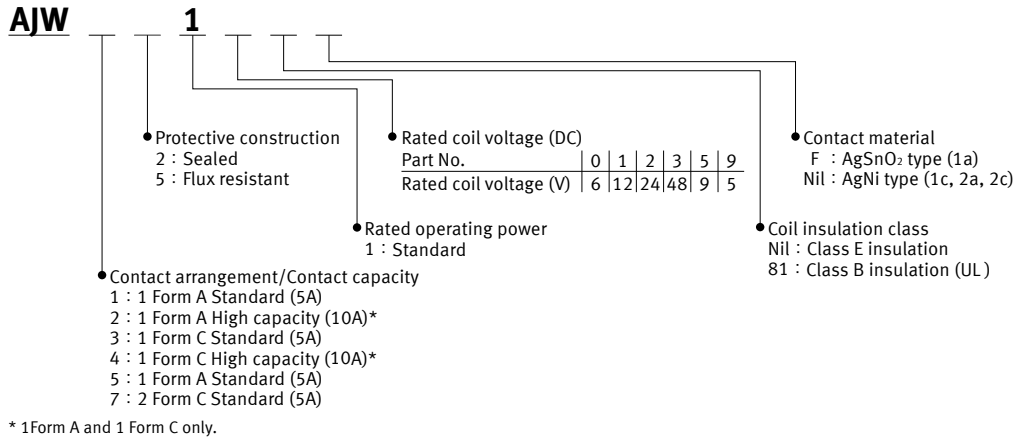 AJW 1
Protective construction
2 : Sealed
5 : Flux resistant
Rated coil voltage (DC)
Part No. 0 1 2 3 5 9
Rated coil voltage (V) 6 12 24 48 9 5
Contact material
F : AgSnO₂ type (1a)
Nil : AgNi type (1c, 2a, 2c)
Rated operating power
1 : Standard
Coil insulation class
Nil : Class E insulation
81 : Class B insulation (UL)
Contact arrangement/Contact capacity
1 : 1 Form A Standard (5A)
2 : 1 Form A High capacity (10A)*
3 : 1 Form C Standard (5A)
4 : 1 Form C High capacity (10A)*
5 : 1 Form A Standard (5A)
7 : 2 Form C Standard (5A)
* 1Form A and 1 Form C only.